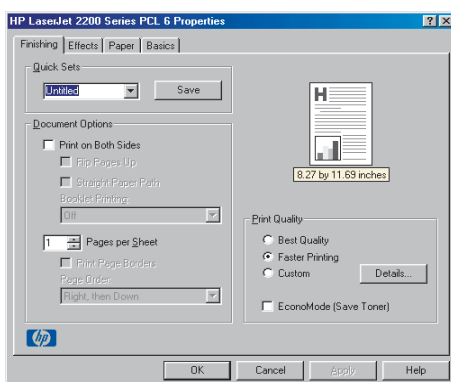 HP LaserJet 2200 Series PCL 6 Properties
Finishing Effects Paper Basics
Quick Sets
Untitled Save
Document Options
Print on Both Sides
Flip Pages Up
Straight Paper Path
Booklet Printing:
Off
1 Pages per Sheet
Print Page Borders
Page Order:
Right, then Down
H
8.27 by 11.69 inches
Print Quality
Best Quality
Faster Printing
Custom Details...
EconoMode (Save Toner)
hp
OK Cancel Apply Help